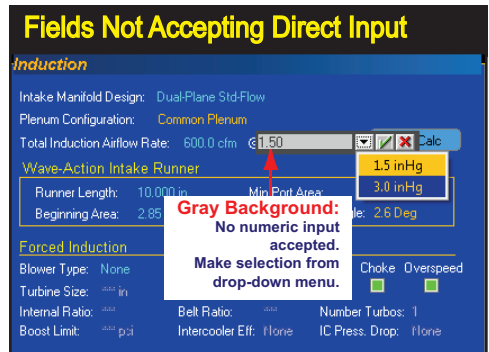 Fields Not Accepting Direct Input
Induction
Intake Manifold Design: Dual-Plane Std-Flow
Plenum Configuration: Common Plenum
Total Induction Airflow Rate: 600.0 cfm @ 1.50 Calc
1.5 inHg
3.0 inHg
Wave-Action Intake Runner
Runner Length: 10.000 in Min Port Area:
Beginning Area: 2.85 le: 2.6 Deg
Gray Background:
No numeric input
accepted.
Make selection from
drop-down menu.
Forced Induction
Blower Type: None Choke Overspeed
Turbine Size: *** in
Internal Ratio: *** Belt Ratio: *** Number Turbos: 1
Boost Limit: *** psi Intercooler Eff: None IC Press. Drop: None